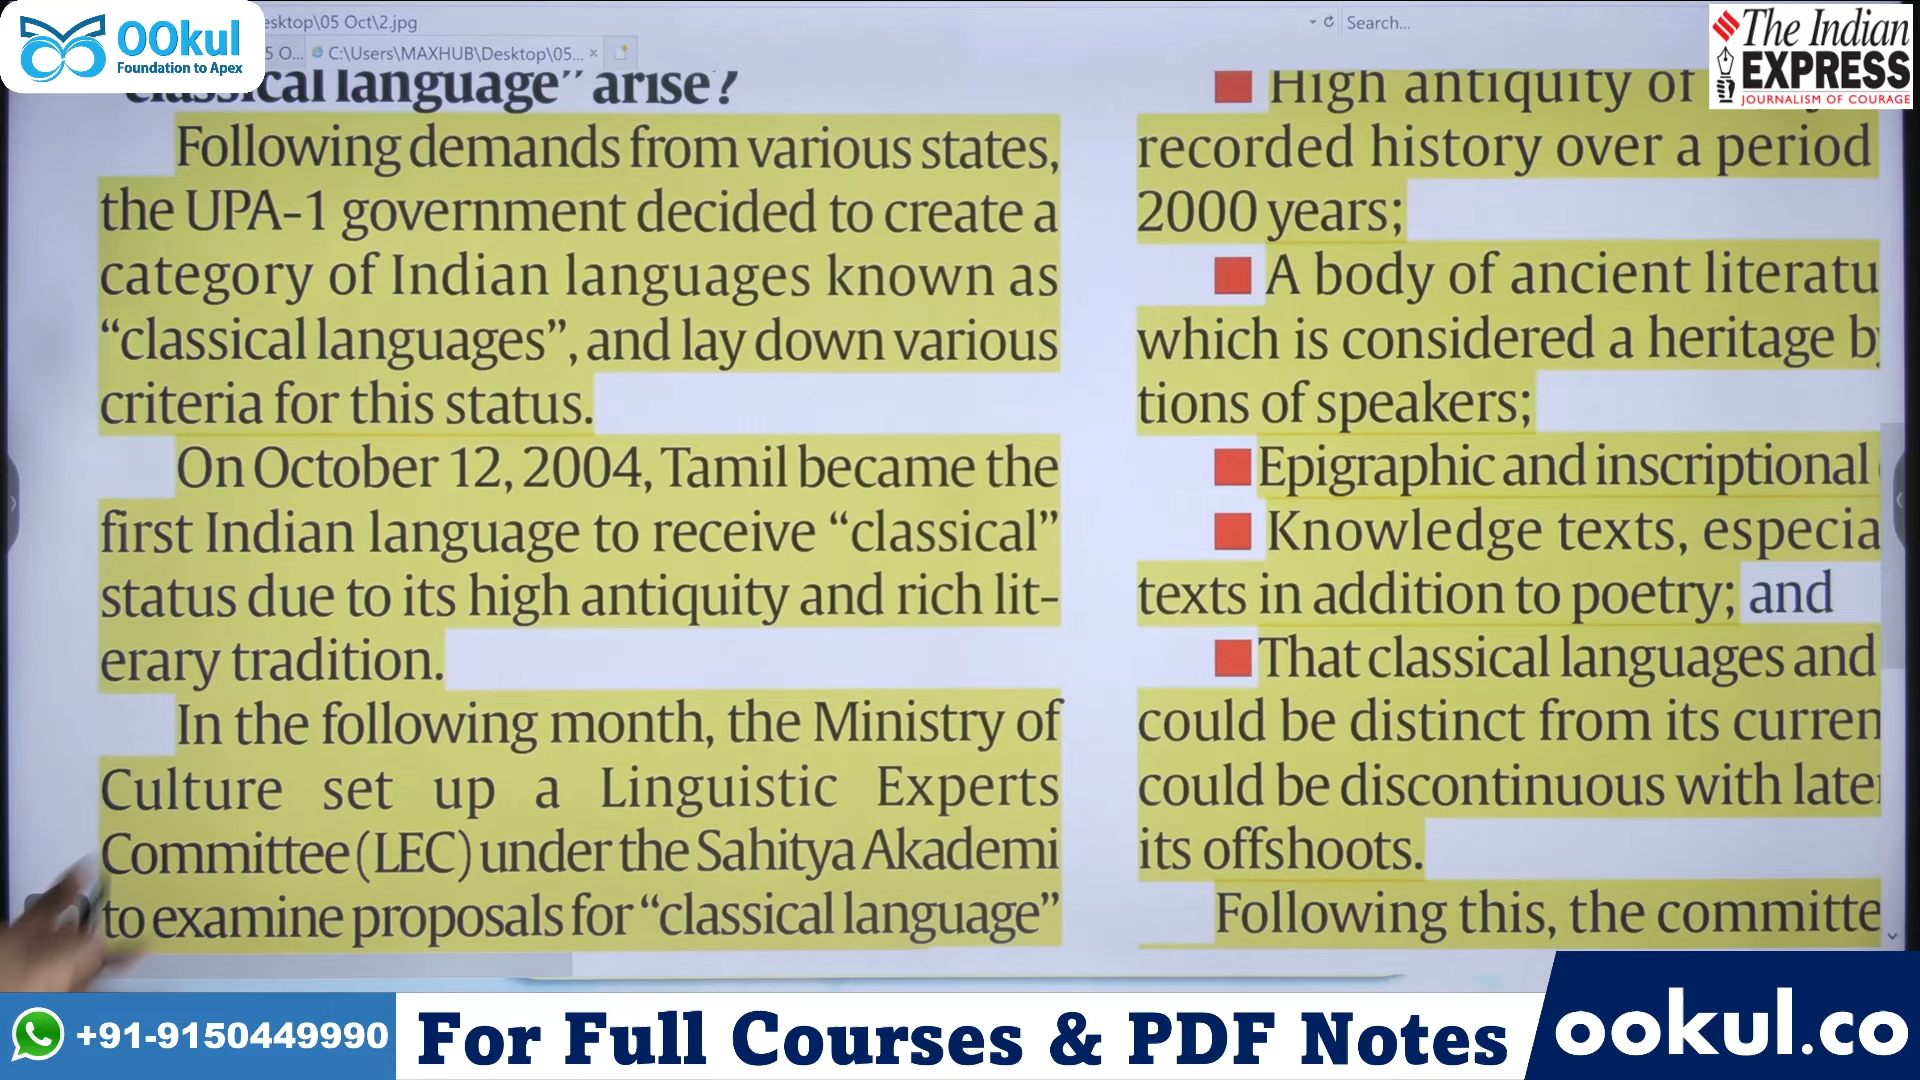 OOkul
Foundation to Apex
esktop\05 Oct\2.jpg
Search...
5 O...
C:\Users\MAXHUB\Desktop\05...
The Indian
EXPRESS
JOURNALISM OF COURAGE
classical language" arise?
Following demands from various states,
the UPA-1 government decided to create a
category of Indian languages known as
"classical languages", and lay down various
criteria for this status.
On October 12, 2004, Tamil became the
first Indian language to receive "classical"
status due to its high antiquity and rich lit-
erary tradition.
In the following month, the Ministry of
Culture set up a Linguistic Experts
Committee (LEC) under the Sahitya Akademi
to examine proposals for "classical language"
High antiquity of
recorded history over a period
2000 years;
A body of ancient literatu
which is considered a heritage b
tions of speakers;
Epigraphic and inscriptional
Knowledge texts, especia
texts in addition to poetry; and
That classical languages and
could be distinct from its curren
could be discontinuous with late
its offshoots.
Following this, the committe
+91-9150449990
For Full Courses & PDF Notes
ookul.co